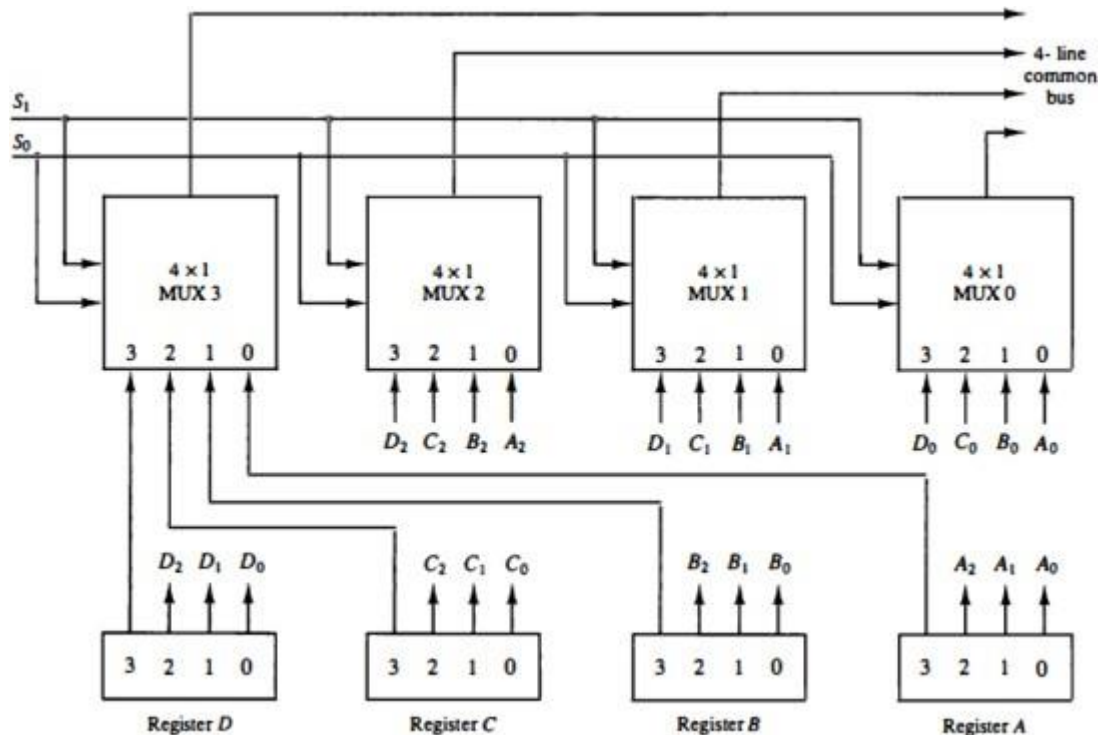 4- line
common
bus
S₁
S₀
4 × 1
MUX 3
3 2 1 0
4 × 1
MUX 2
3 2 1 0
4 × 1
MUX 1
3 2 1 0
4 × 1
MUX 0
3 2 1 0
D₂ C₂ B₂ A₂
D₁ C₁ B₁ A₁
D₀ C₀ B₀ A₀
D₂ D₁ D₀
C₂ C₁ C₀
B₂ B₁ B₀
A₂ A₁ A₀
3 2 1 0
3 2 1 0
3 2 1 0
3 2 1 0
Register D
Register C
Register B
Register A